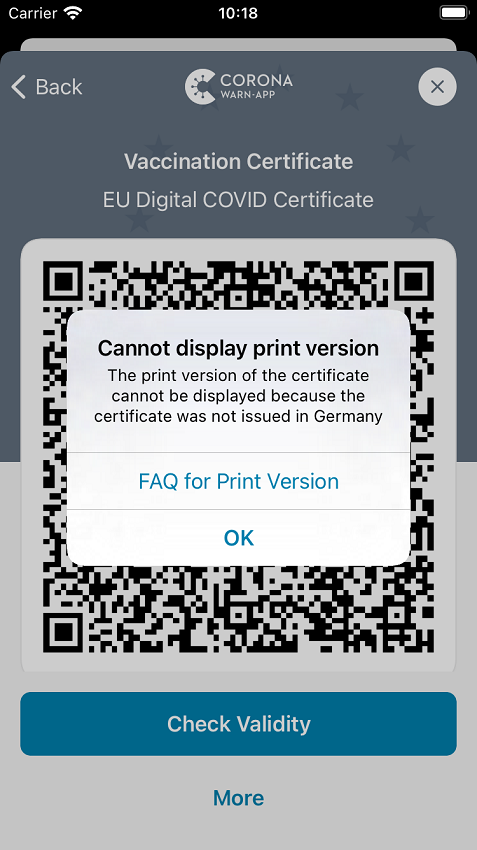 Carrier
10:18
Back
CORONA
WARN-APP
Vaccination Certificate
EU Digital COVID Certificate
Cannot display print version
The print version of the certificate
cannot be displayed because the
certificate was not issued in Germany
FAQ for Print Version
OK
Check Validity
More